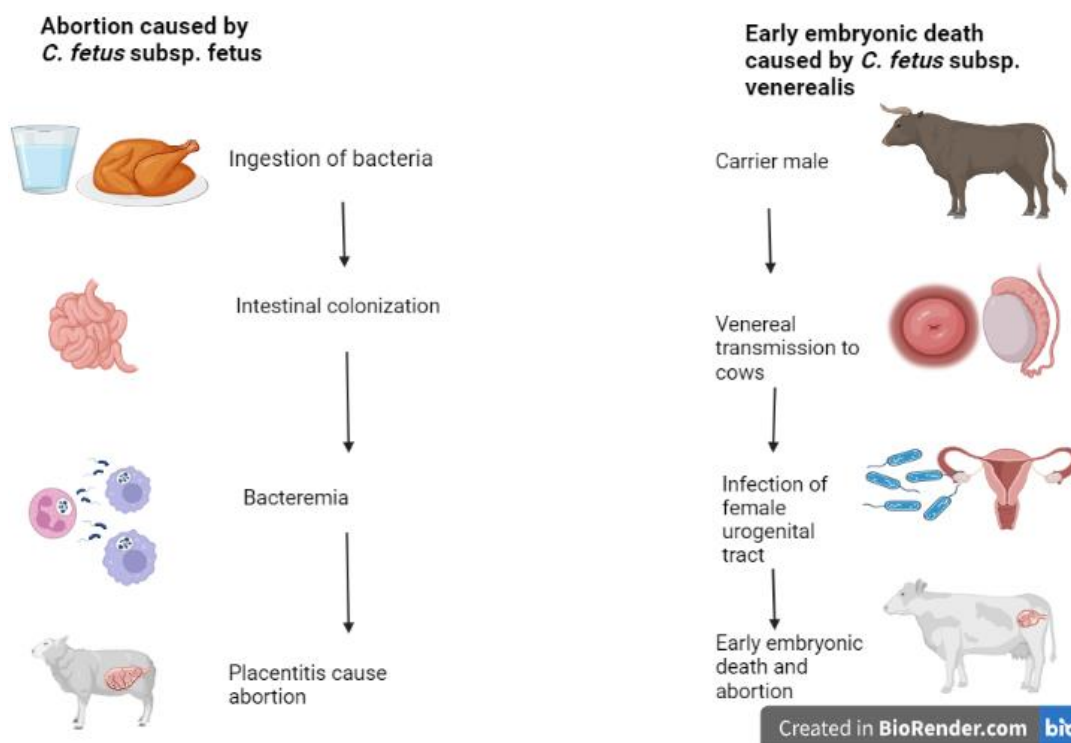 Abortion caused by
C. fetus subsp. fetus
Ingestion of bacteria
Intestinal colonization
Bacteremia
Placentitis cause
abortion
Early embryonic death
caused by C. fetus subsp.
venerealis
Carrier male
Venereal
transmission to
cows
Infection of
female
urogenital
tract
Early embryonic
death and
abortion
Created in BioRender.com